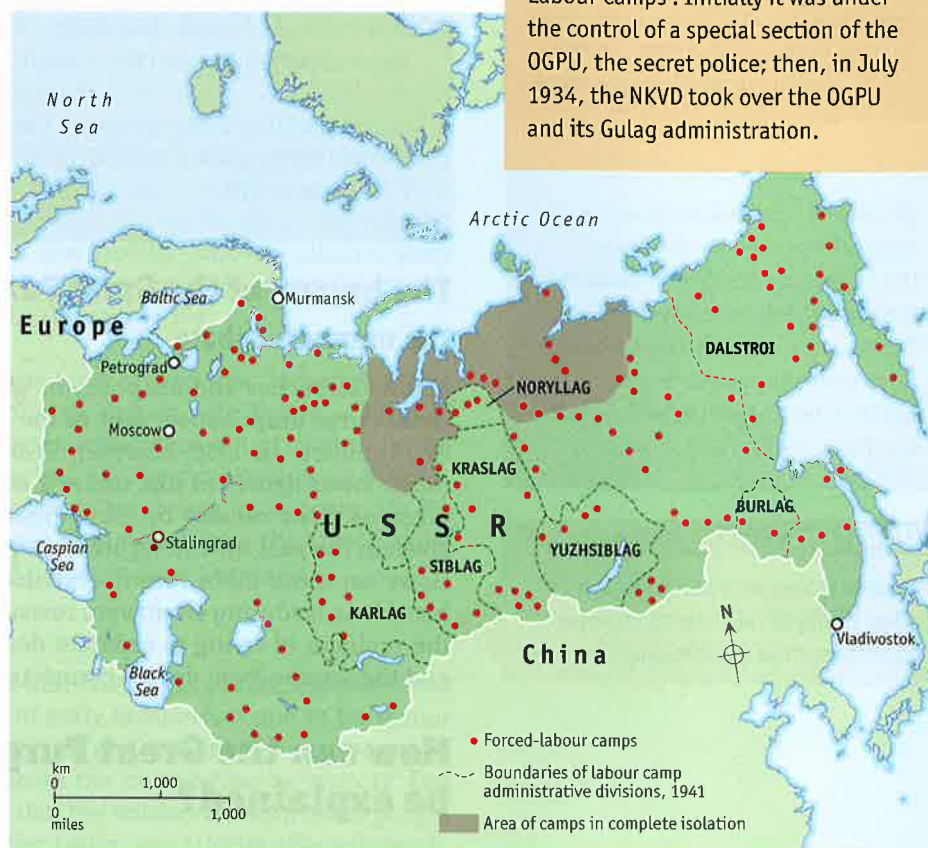 Labour Camps'. Initially it was under
the control of a special section of the
OGPU, the secret police; then, in July
1934, the NKVD took over the OGPU
and its Gulag administration.
North
Sea
Arctic Ocean
Baltic Sea
Murmansk
Europe
Petrograd
DALSTROI
NORYLLAG
Moscow
KRASLAG
USSR
BURLAG
Caspian
Sea
Stalingrad
YUZHSIBLAG
SIBLAG
KARLAG
N
Vladivostok
China
Black
Sea
Forced-labour camps
Boundaries of labour camp
administrative divisions, 1941
Area of camps in complete isolation
km
0 1,000
0 1,000
miles